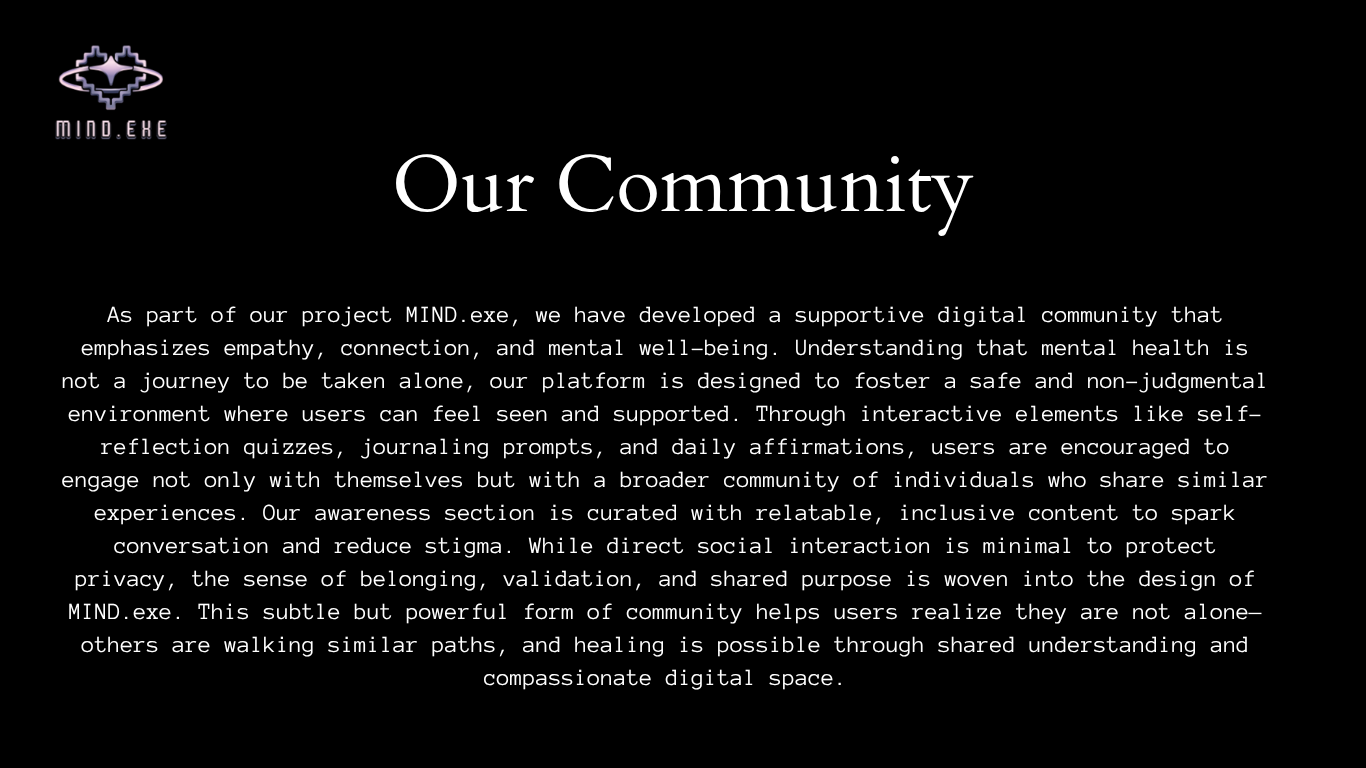 MIND.EXE
Our Community
As part of our project MIND.exe, we have developed a supportive digital community that
emphasizes empathy, connection, and mental well-being. Understanding that mental health is
not a journey to be taken alone, our platform is designed to foster a safe and non-judgmental
environment where users can feel seen and supported. Through interactive elements like self-
reflection quizzes, journaling prompts, and daily affirmations, users are encouraged to
engage not only with themselves but with a broader community of individuals who share similar
experiences. Our awareness section is curated with relatable, inclusive content to spark
conversation and reduce stigma. While direct social interaction is minimal to protect
privacy, the sense of belonging, validation, and shared purpose is woven into the design of
MIND.exe. This subtle but powerful form of community helps users realize they are not alone—
others are walking similar paths, and healing is possible through shared understanding and
compassionate digital space.